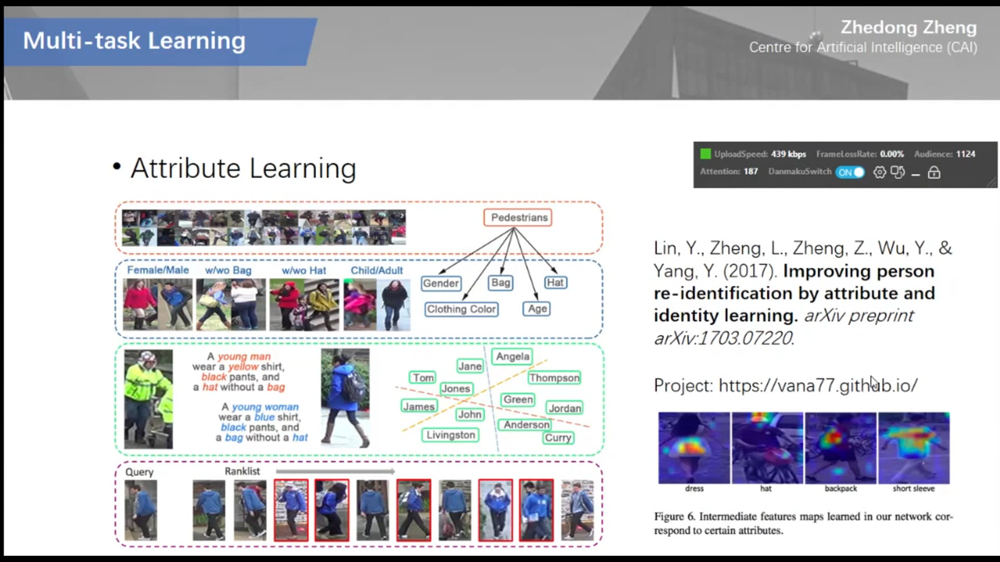 Multi-task Learning
Zhedong Zheng
Centre for Artificial Intelligence (CAI)
• Attribute Learning
UploadSpeed: 439 kbps FrameLossRate: 0.00% Audience: 1124
Attention: 187 DanmakuSwitch ON
Pedestrians
Female/Male w/wo Bag w/wo Hat Child/Adult
Gender Bag Hat
Clothing Color Age
A young man
wear a yellow shirt,
black pants, and
a hat without a bag
A young woman
wear a blue shirt,
black pants, and
a bag without a hat
Angela
Jane
Tom
Thompson
Jones
Green
James
Jordan
John
Anderson
Livingston
Curry
Query Ranklist
Lin, Y., Zheng, L., Zheng, Z., Wu, Y., &
Yang, Y. (2017). Improving person
re-identification by attribute and
identity learning. arXiv preprint
arXiv:1703.07220.
Project: https://vana77.github.io/
dress hat backpack short sleeve
Figure 6. Intermediate features maps learned in our network cor-
respond to certain attributes.